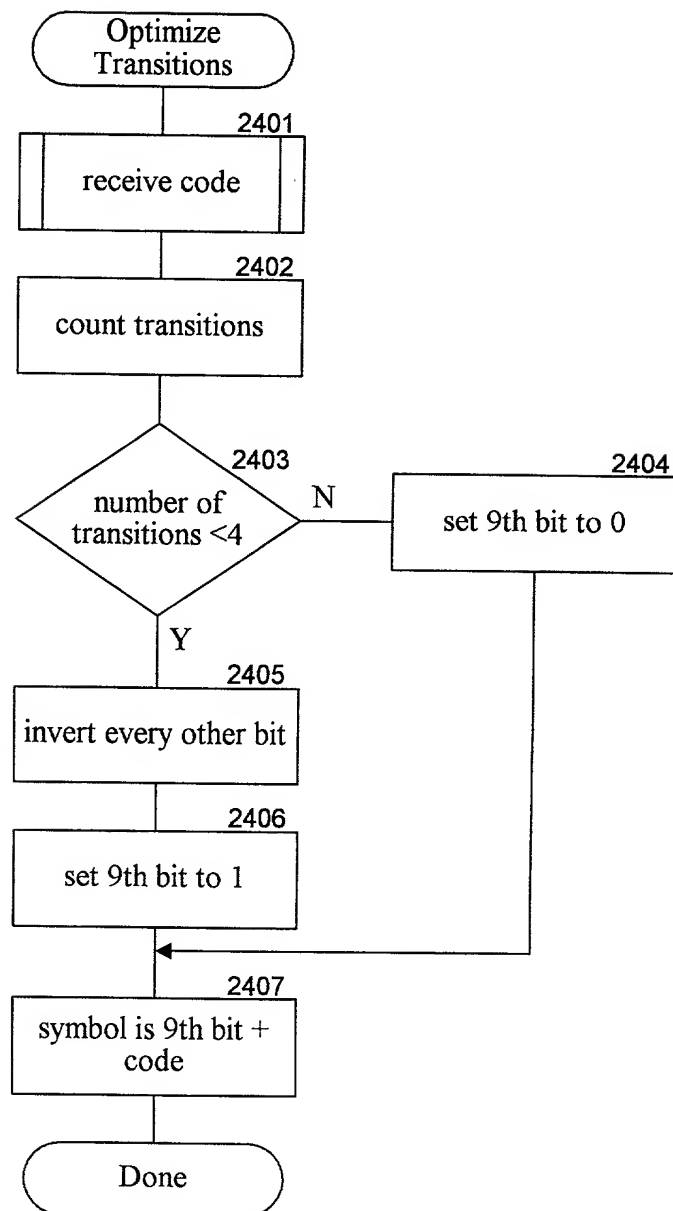 Optimize
Transitions
2401
receive code
2402
count transitions
2403
number of
transitions <4
N
2404
set 9th bit to 0
Y
2405
invert every other bit
2406
set 9th bit to 1
2407
symbol is 9th bit +
code
Done